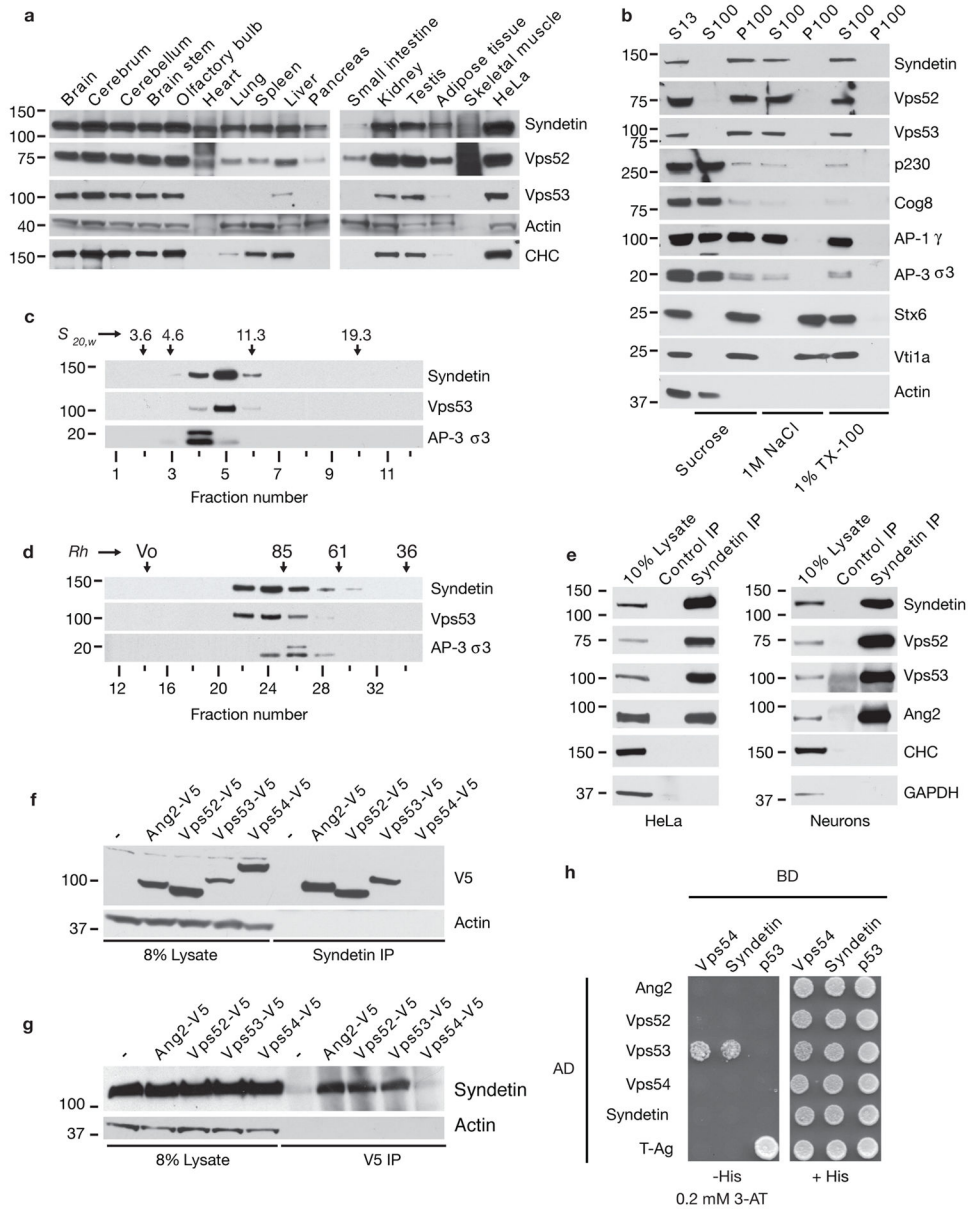 a
Brain
Cerebrum
Cerebellum
Brain stem
Olfactory bulb
Heart
Lung
Spleen
Liver
Pancreas
Small intestine
Kidney
Testis
Adipose tissue
Skeletal muscle
HeLa
150
100
Syndetin
75
Vps52
100
Vps53
40
Actin
150
CHC
b
S13
S100
P100
S100
P100
S100
P100
150
Syndetin
75
Vps52
100
75
Vps53
250
p230
75
Cog8
100
AP-1 γ
20
AP-3 σ3
25
Stx6
25
Vti1a
37
Actin
Sucrose
1M NaCl
1% TX-100
c
S 20,w
3.6 4.6 11.3 19.3
150
Syndetin
100
Vps53
20
AP-3 σ3
1 3 5 7 9 11
Fraction number
d
Rh Vo 85 61 36
150
Syndetin
100
Vps53
20
AP-3 σ3
12 16 20 24 28 32
Fraction number
e
10% Lysate
Control IP
Syndetin IP
10% Lysate
Control IP
Syndetin IP
150
100
150
100
Syndetin
75
75
Vps52
100
100
Vps53
100
100
Ang2
150
150
CHC
37
37
GAPDH
HeLa
Neurons
f
-
Ang2-V5
Vps52-V5
Vps53-V5
Vps54-V5
-
Ang2-V5
Vps52-V5
Vps53-V5
Vps54-V5
100
V5
37
Actin
8% Lysate
Syndetin IP
g
-
Ang2-V5
Vps52-V5
Vps53-V5
Vps54-V5
-
Ang2-V5
Vps52-V5
Vps53-V5
Vps54-V5
100
Syndetin
37
Actin
8% Lysate
V5 IP
h
BD
Vps54
Syndetin
p53
Vps54
Syndetin
p53
AD
Ang2
Vps52
Vps53
Vps54
Syndetin
T-Ag
-His
0.2 mM 3-AT
+ His